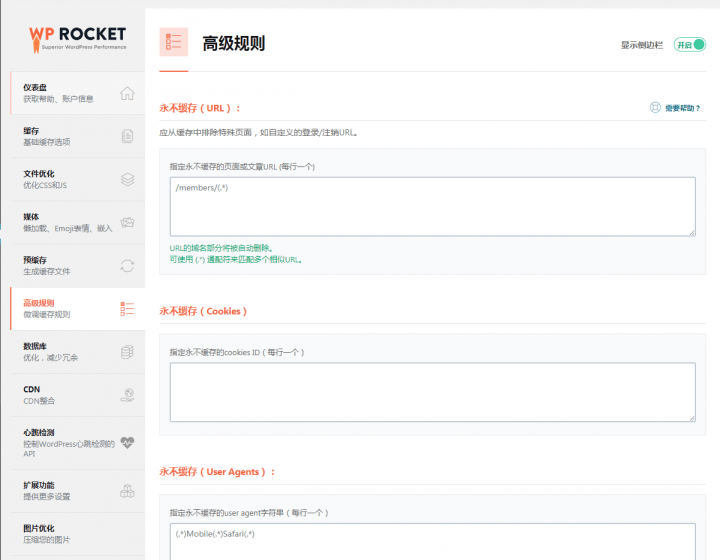 WP ROCKET
Superior WordPress Performance
仪表盘
获取帮助、账户信息
缓存
基础缓存选项
文件优化
优化CSS和JS
媒体
懒加载、Emoji表情、嵌入
预缓存
生成缓存文件
高级规则
微调缓存规则
数据库
优化，减少冗余
CDN
CDN整合
心跳检测
控制WordPress心跳检测的
API
扩展功能
提供更多设置
图片优化
压缩您的图片
高级规则
显示侧边栏 开启
永不缓存（URL）：
需要帮助？
应从缓存中排除特殊页面，如自定义的登录/注销URL。
指定永不缓存的页面或文章URL (每行一个)
/members/(.*)
URL的域名部分将被自动删除。
可使用 (.*) 通配符来匹配多个相似URL。
永不缓存（Cookies）
指定永不缓存的cookies ID（每行一个）
永不缓存（User Agents）：
指定永不缓存的user agent字符串（每行一个）
(.*)Mobile(.*)Safari(.*)